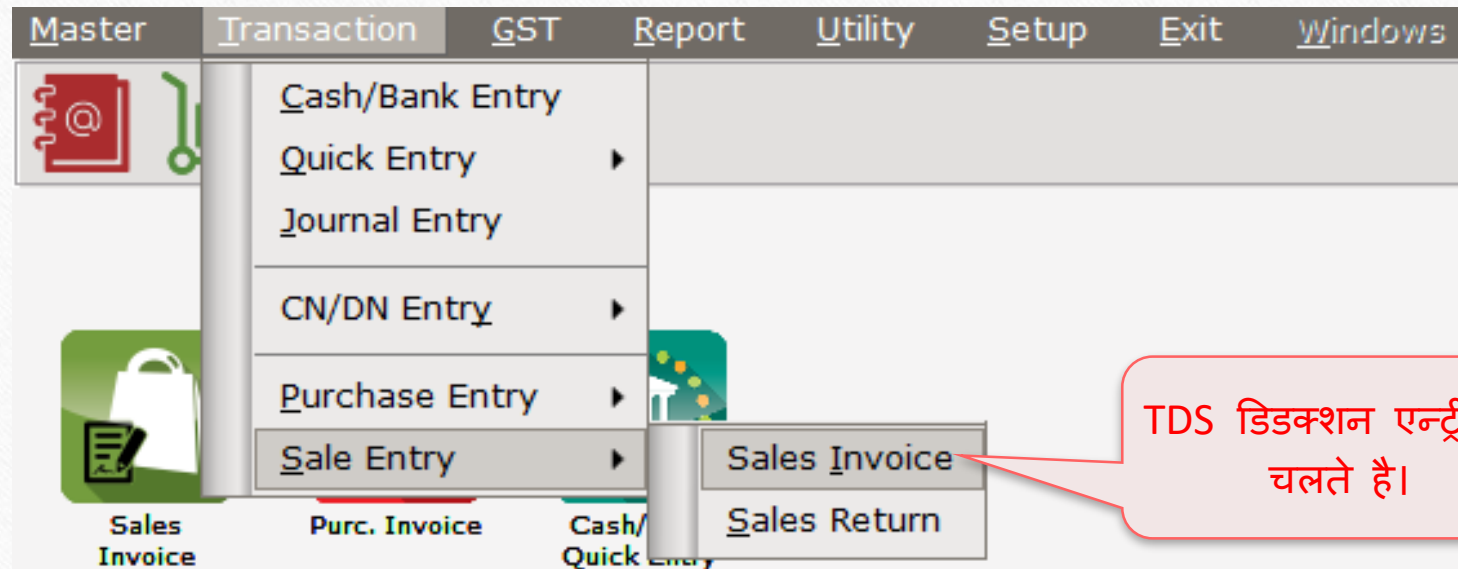 Master Transaction GST Report Utility Setup Exit Windows
@
Cash/Bank Entry
Quick Entry
Journal Entry
CN/DN Entry
Purchase Entry
Sale Entry
Sales Invoice
Sales Return
TDS डिडक्शन एन्ट्री
चलते है।
Sales
Invoice
Purc. Invoice
Cash/
Quick Entry